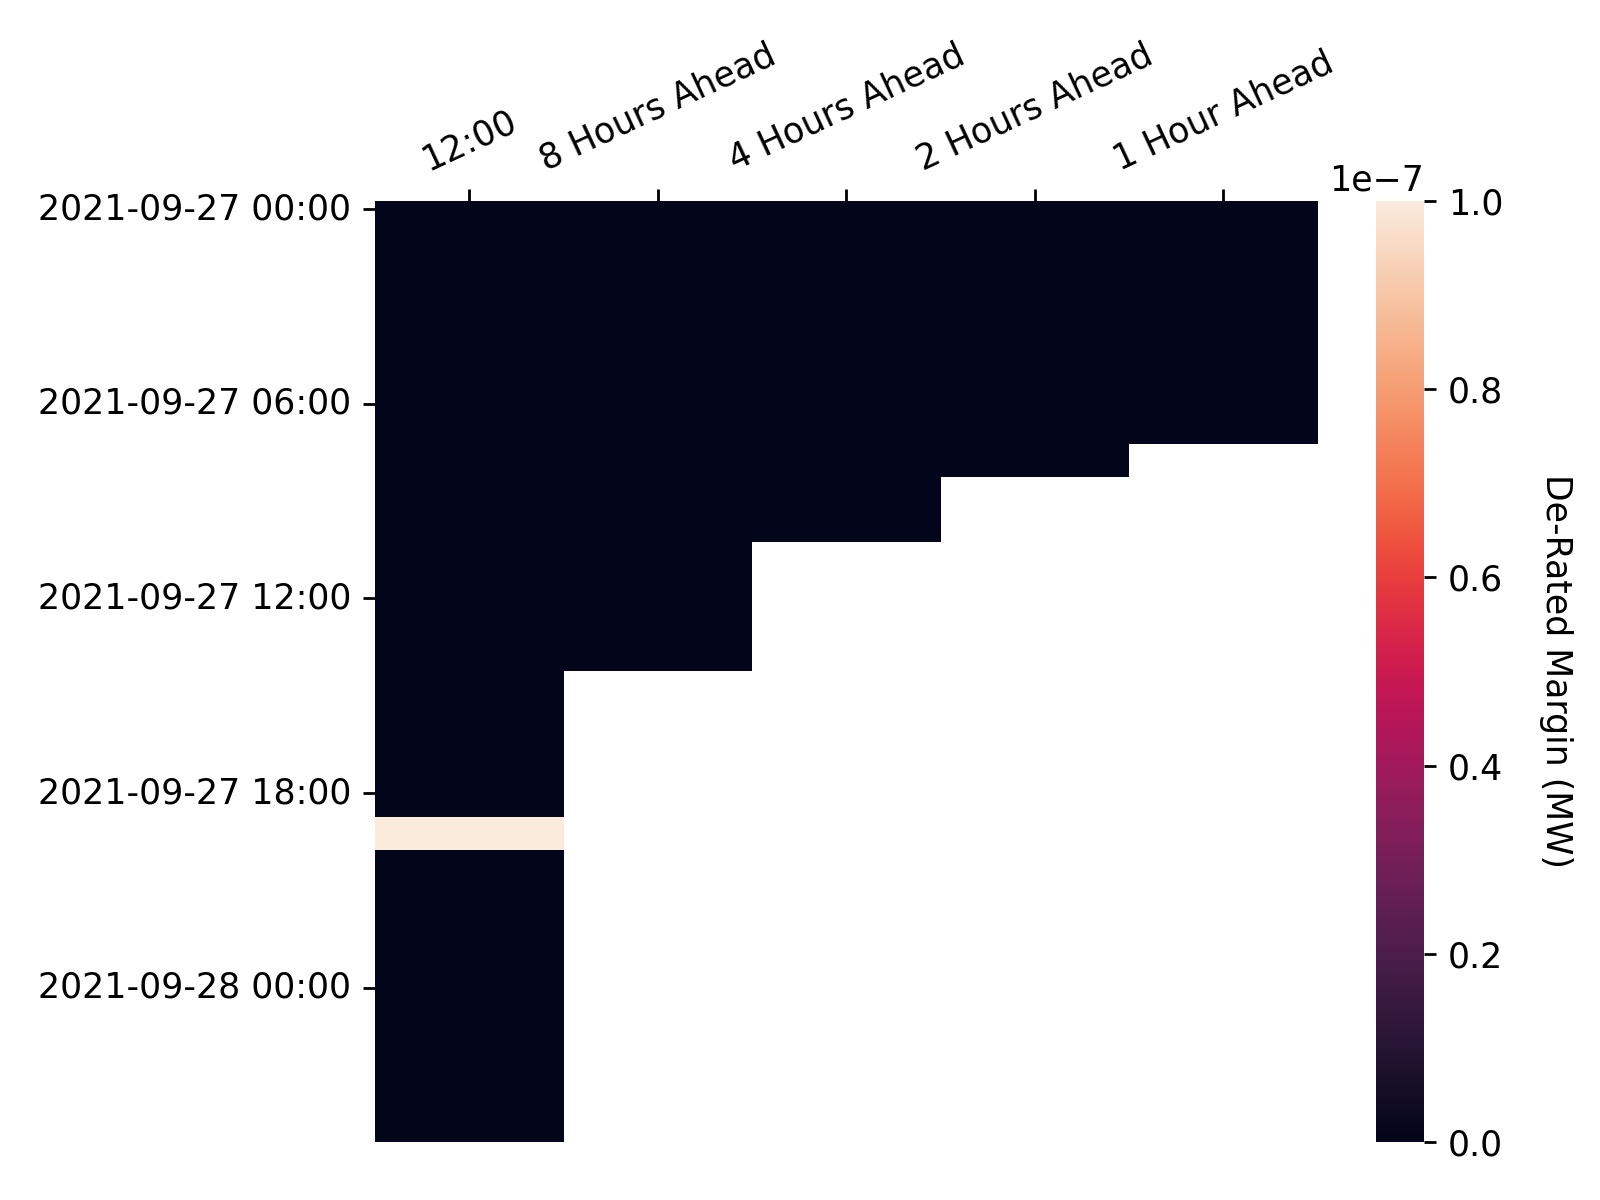 12:00
8 Hours Ahead
4 Hours Ahead
2 Hours Ahead
1 Hour Ahead
1e−7
2021-09-27 00:00
2021-09-27 06:00
2021-09-27 12:00
2021-09-27 18:00
2021-09-28 00:00
1.0
0.8
0.6
0.4
0.2
0.0
De-Rated Margin (MW)